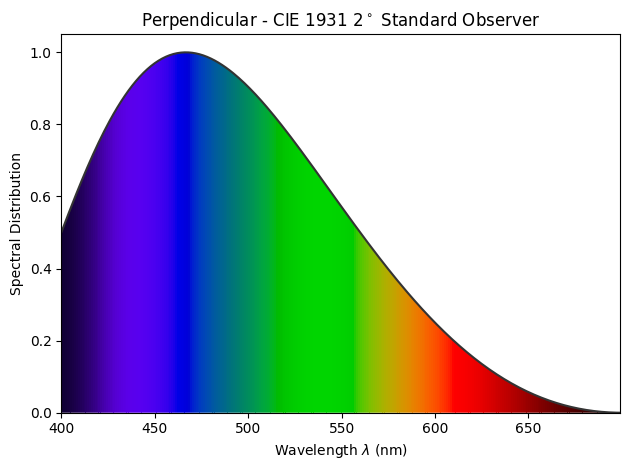 Perpendicular - CIE 1931 2° Standard Observer
1.0
0.8
0.6
0.4
0.2
0.0
Spectral Distribution
400 450 500 550 600 650
Wavelength λ (nm)